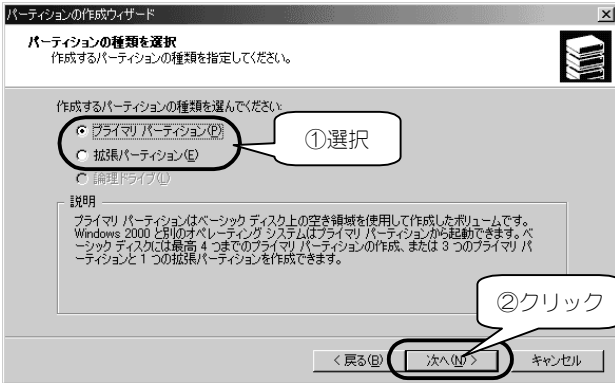 パーティションの作成ウィザード
パーティションの種類を選択
作成するパーティションの種類を指定してください。
作成するパーティションの種類を選んでください:
プライマリ パーティション(P)
拡張パーティション(E)
論理ドライブ(L)
①選択
説明
プライマリ パーティションはベーシック ディスク上の空き領域を使用して作成したボリュームです。
Windows 2000 と別のオペレーティング システムはプライマリ パーティションから起動できます。ベ
ーシック ディスクには最高 4 つまでのプライマリ パーティションの作成、または 3 つのプライマリ パ
ーティションと 1 つの拡張パーティションを作成できます。
②クリック
< 戻る(B)
次へ(N) >
キャンセル